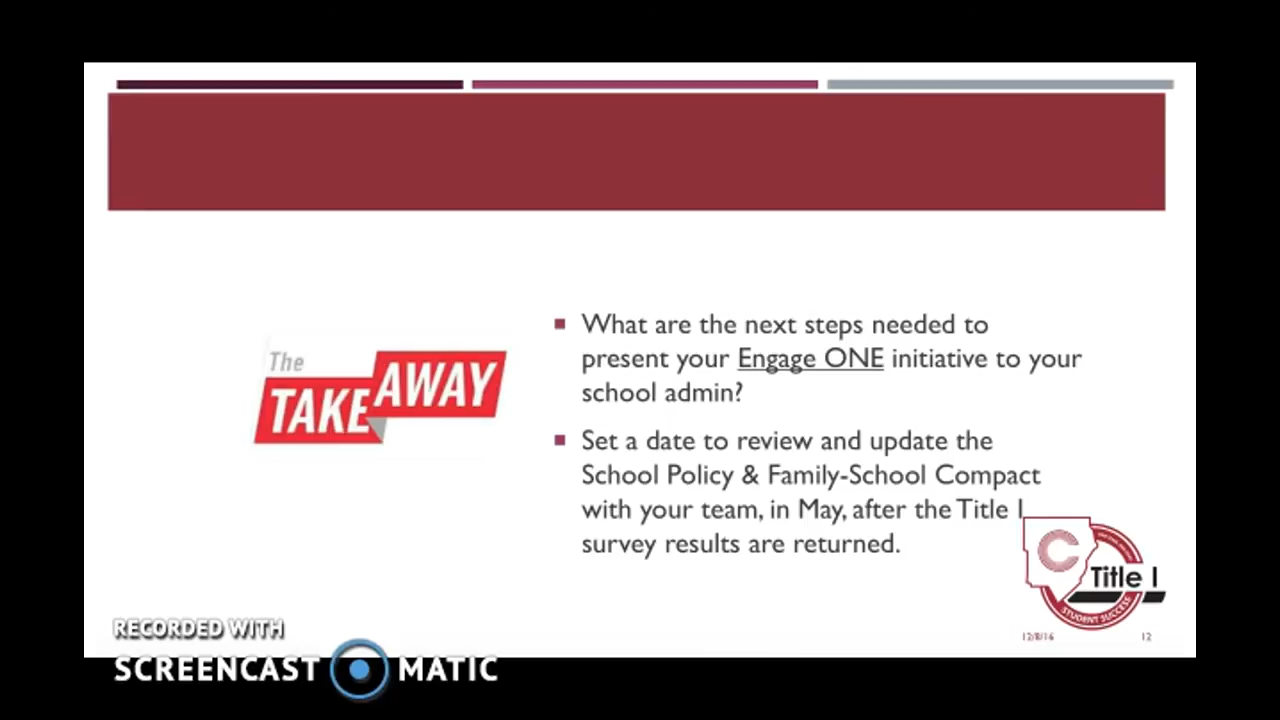 The
TAKE AWAY
What are the next steps needed to
present your Engage ONE initiative to your
school admin?
Set a date to review and update the
School Policy & Family-School Compact
with your team, in May, after the Title I
survey results are returned.
C
Title I
STUDENT SUCCESS
12/8/16
12
RECORDED WITH
SCREENCAST MATIC